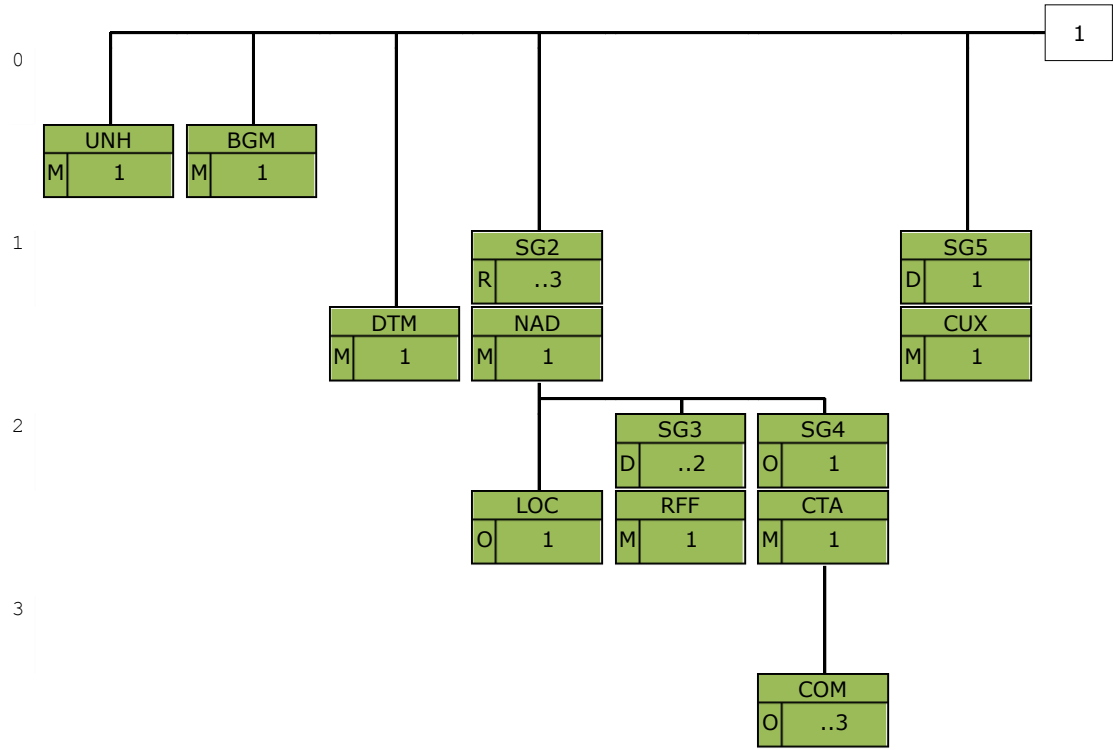 1
0
UNH
M 1
BGM
M 1
1
SG2
R ..3
SG5
D 1
DTM
M 1
NAD
M 1
CUX
M 1
2
SG3
D ..2
SG4
O 1
LOC
O 1
RFF
M 1
CTA
M 1
3
COM
O ..3